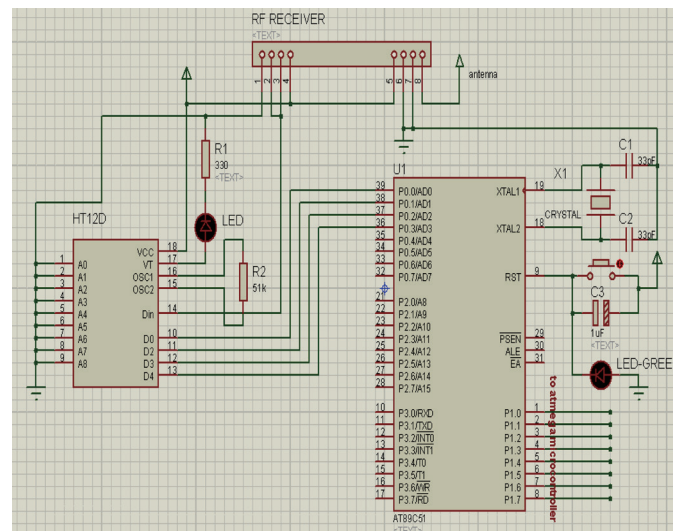 RF RECEIVER
<TEXT>
1 2 3 4 5 6 7 8
antenna
R1
330
<TEXT>
LED
HT12D
1 A0
2 A1
3 A2
4 A3
5 A4
6 A5
7 A6
8 A7
9 A8
VCC 18
VT 17
OSC1 16
OSC2 15
Din 14
D0 10
D2 11
D3 12
D4 13
R2
51k
U1
39 P0.0/AD0
38 P0.1/AD1
37 P0.2/AD2
36 P0.3/AD3
35 P0.4/AD4
34 P0.5/AD5
33 P0.6/AD6
32 P0.7/AD7
21 P2.0/A8
22 P2.1/A9
23 P2.2/A10
24 P2.3/A11
25 P2.4/A12
26 P2.5/A13
27 P2.6/A14
28 P2.7/A15
10 P3.0/RXD
11 P3.1/TXD
12 P3.2/INT0
13 P3.3/INT1
14 P3.4/T0
15 P3.5/T1
16 P3.6/WR
17 P3.7/RD
XTAL1 19
XTAL2 18
RST 9
PSEN 29
ALE 30
EA 31
P1.0 1
P1.1 2
P1.2 3
P1.3 4
P1.4 5
P1.5 6
P1.6 7
P1.7 8
AT89C51
<TEXT>
C1
33pF
X1
CRYSTAL
C2
33pF
C3
1uF
<TEXT>
LED-GREE
to atmegam crocontroller